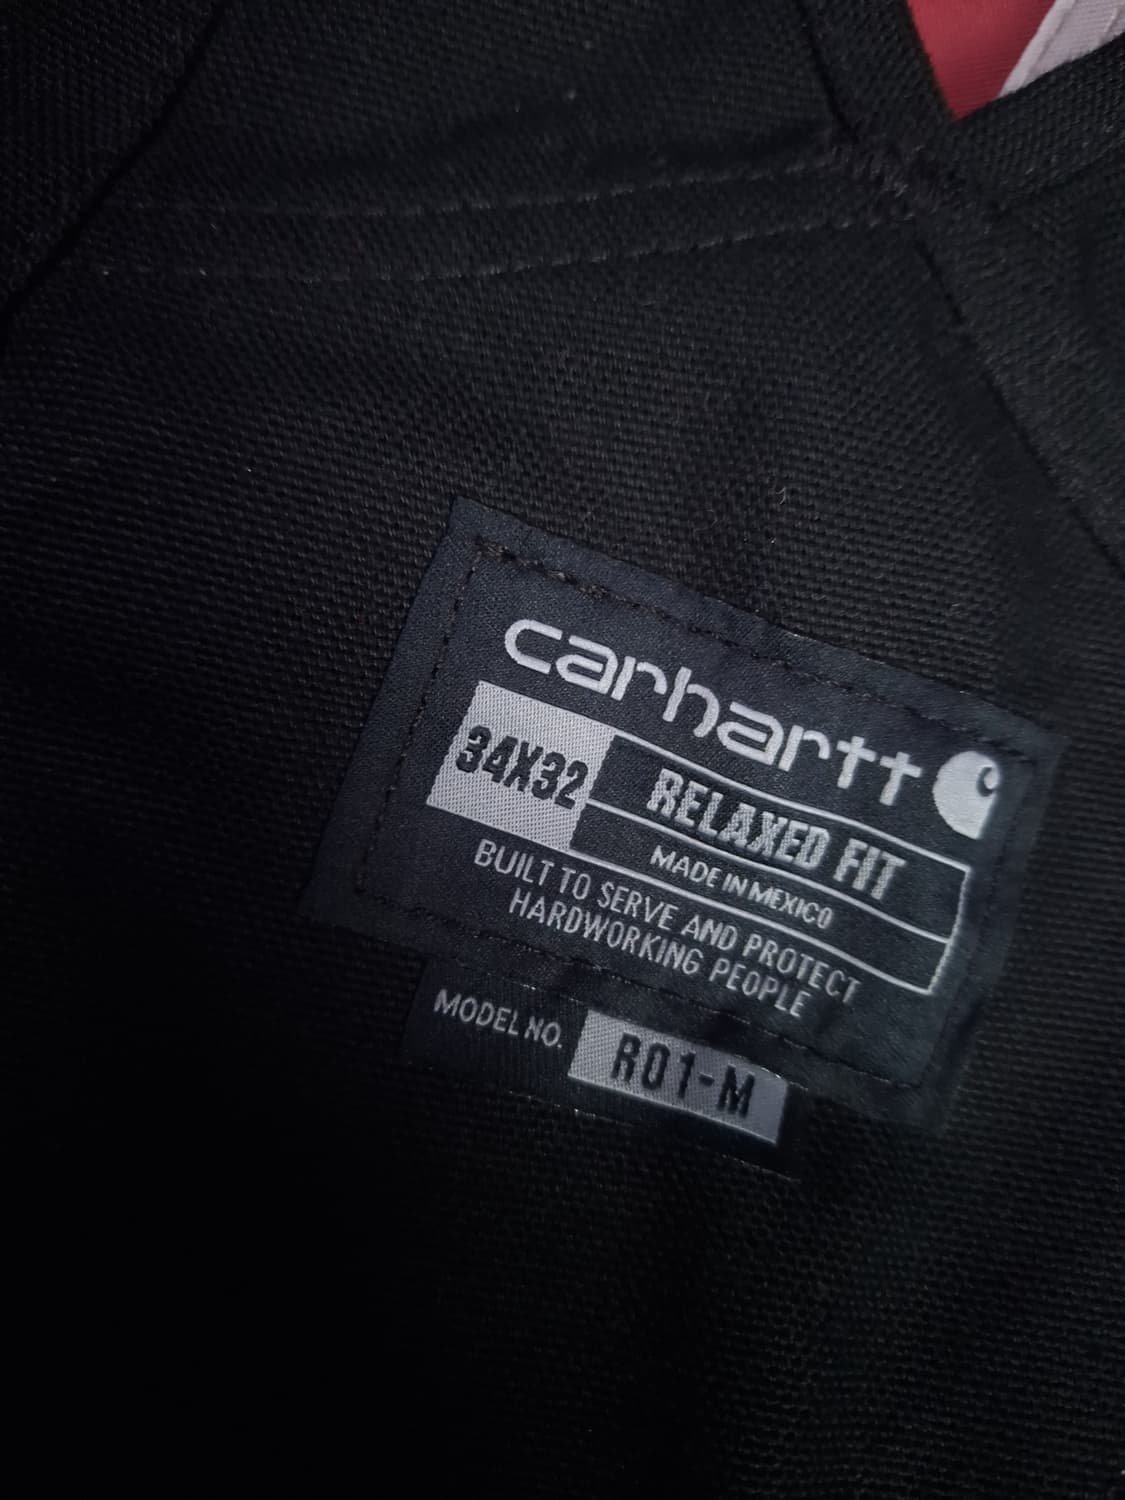 carhartt
34X32
RELAXED FIT
MADE IN MEXICO
BUILT TO SERVE AND PROTECT
HARDWORKING PEOPLE
MODEL NO. R01-M